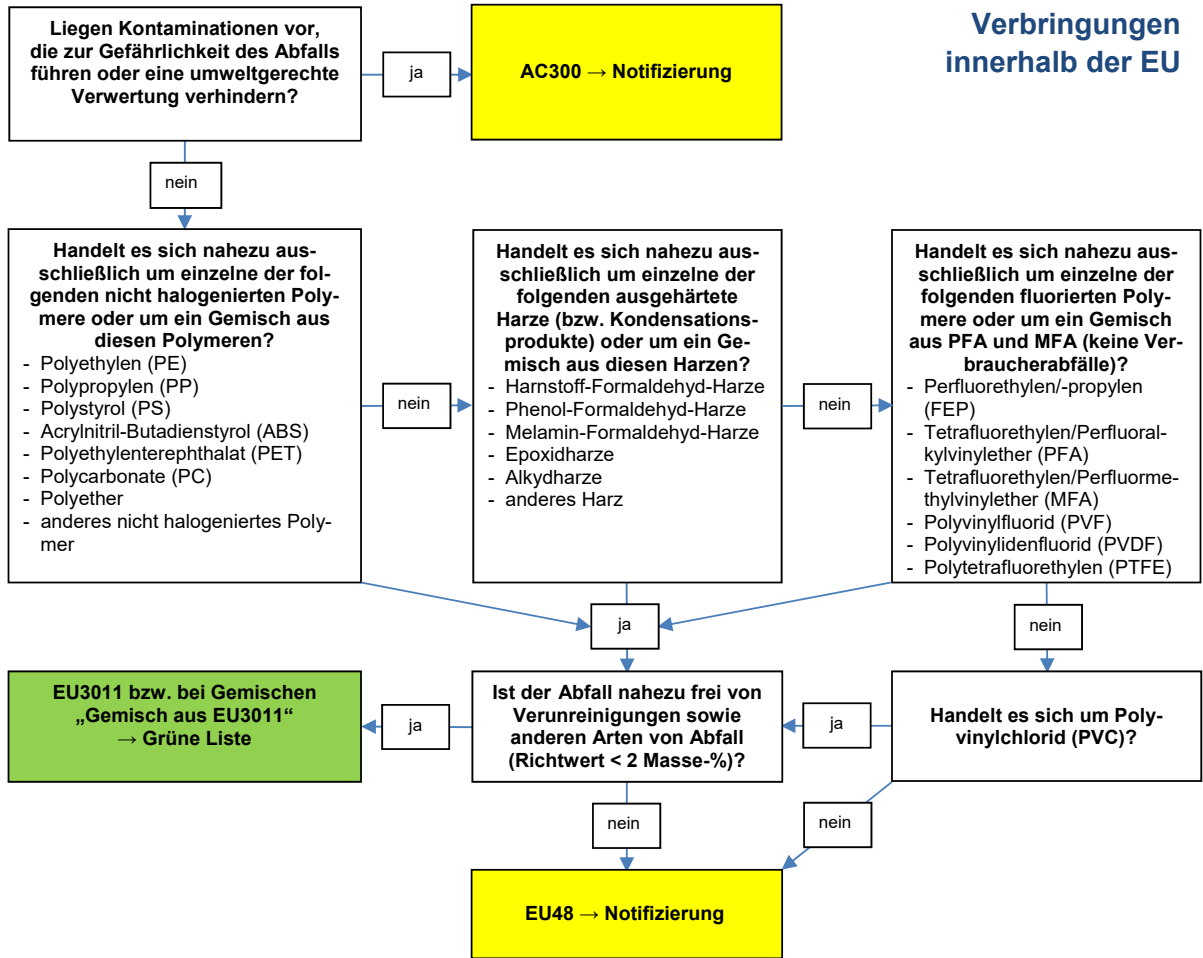 Verbringungen
innerhalb der EU
Liegen Kontaminationen vor,
die zur Gefährlichkeit des Abfalls
führen oder eine umweltgerechte
Verwertung verhindern?
ja
AC300 → Notifizierung
nein
Handelt es sich nahezu aus-
schließlich um einzelne der fol-
genden nicht halogenierten Poly-
mere oder um ein Gemisch aus
diesen Polymeren?
- Polyethylen (PE)
- Polypropylen (PP)
- Polystyrol (PS)
- Acrylnitril-Butadienstyrol (ABS)
- Polyethylenterephthalat (PET)
- Polycarbonate (PC)
- Polyether
- anderes nicht halogeniertes Poly-
mer
nein
Handelt es sich nahezu aus-
schließlich um einzelne der
folgenden ausgehärtete
Harze (bzw. Kondensations-
produkte) oder um ein Ge-
misch aus diesen Harzen?
- Harnstoff-Formaldehyd-Harze
- Phenol-Formaldehyd-Harze
- Melamin-Formaldehyd-Harze
- Epoxidharze
- Alkydharze
- anderes Harz
nein
Handelt es sich nahezu aus-
schließlich um einzelne der
folgenden fluorierten Poly-
mere oder um ein Gemisch
aus PFA und MFA (keine Ver-
braucherabfälle)?
- Perfluorethylen/-propylen
(FEP)
- Tetrafluorethylen/Perfluoral-
kylvinylether (PFA)
- Tetrafluorethylen/Perfluorme-
thylvinylether (MFA)
- Polyvinylfluorid (PVF)
- Polyvinylidenfluorid (PVDF)
- Polytetrafluorethylen (PTFE)
ja
nein
EU3011 bzw. bei Gemischen
„Gemisch aus EU3011“
→ Grüne Liste
ja
Ist der Abfall nahezu frei von
Verunreinigungen sowie
anderen Arten von Abfall
(Richtwert < 2 Masse-%)?
ja
Handelt es sich um Poly-
vinylchlorid (PVC)?
nein
nein
EU48 → Notifizierung